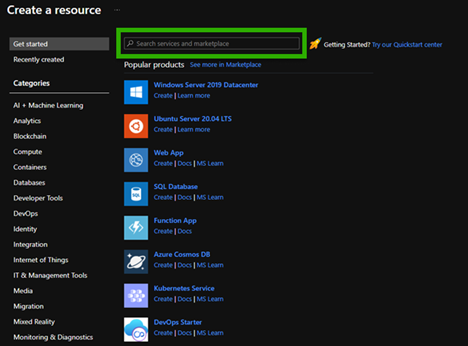 Create a resource ...
Get started
Recently created
Categories
AI + Machine Learning
Analytics
Blockchain
Compute
Containers
Databases
Developer Tools
DevOps
Identity
Integration
Internet of Things
IT & Management Tools
Media
Migration
Mixed Reality
Monitoring & Diagnostics
Search services and marketplace
Getting Started? Try our Quickstart center
Popular products See more in Marketplace
Windows Server 2019 Datacenter
Create | Learn more
Ubuntu Server 20.04 LTS
Create | Learn more
Web App
Create | Docs | MS Learn
SQL Database
Create | Docs | MS Learn
Function App
Create | Docs
Azure Cosmos DB
Create | Docs | MS Learn
Kubernetes Service
Create | Docs | MS Learn
DevOps Starter
Create | Docs | MS Learn